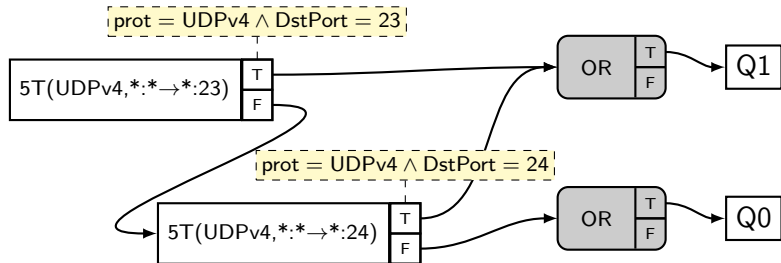 prot = UDPv4 ∧ DstPort = 23
5T(UDPv4,*:*→*:23)
T
F
OR
T
F
Q1
prot = UDPv4 ∧ DstPort = 24
5T(UDPv4,*:*→*:24)
T
F
OR
T
F
Q0